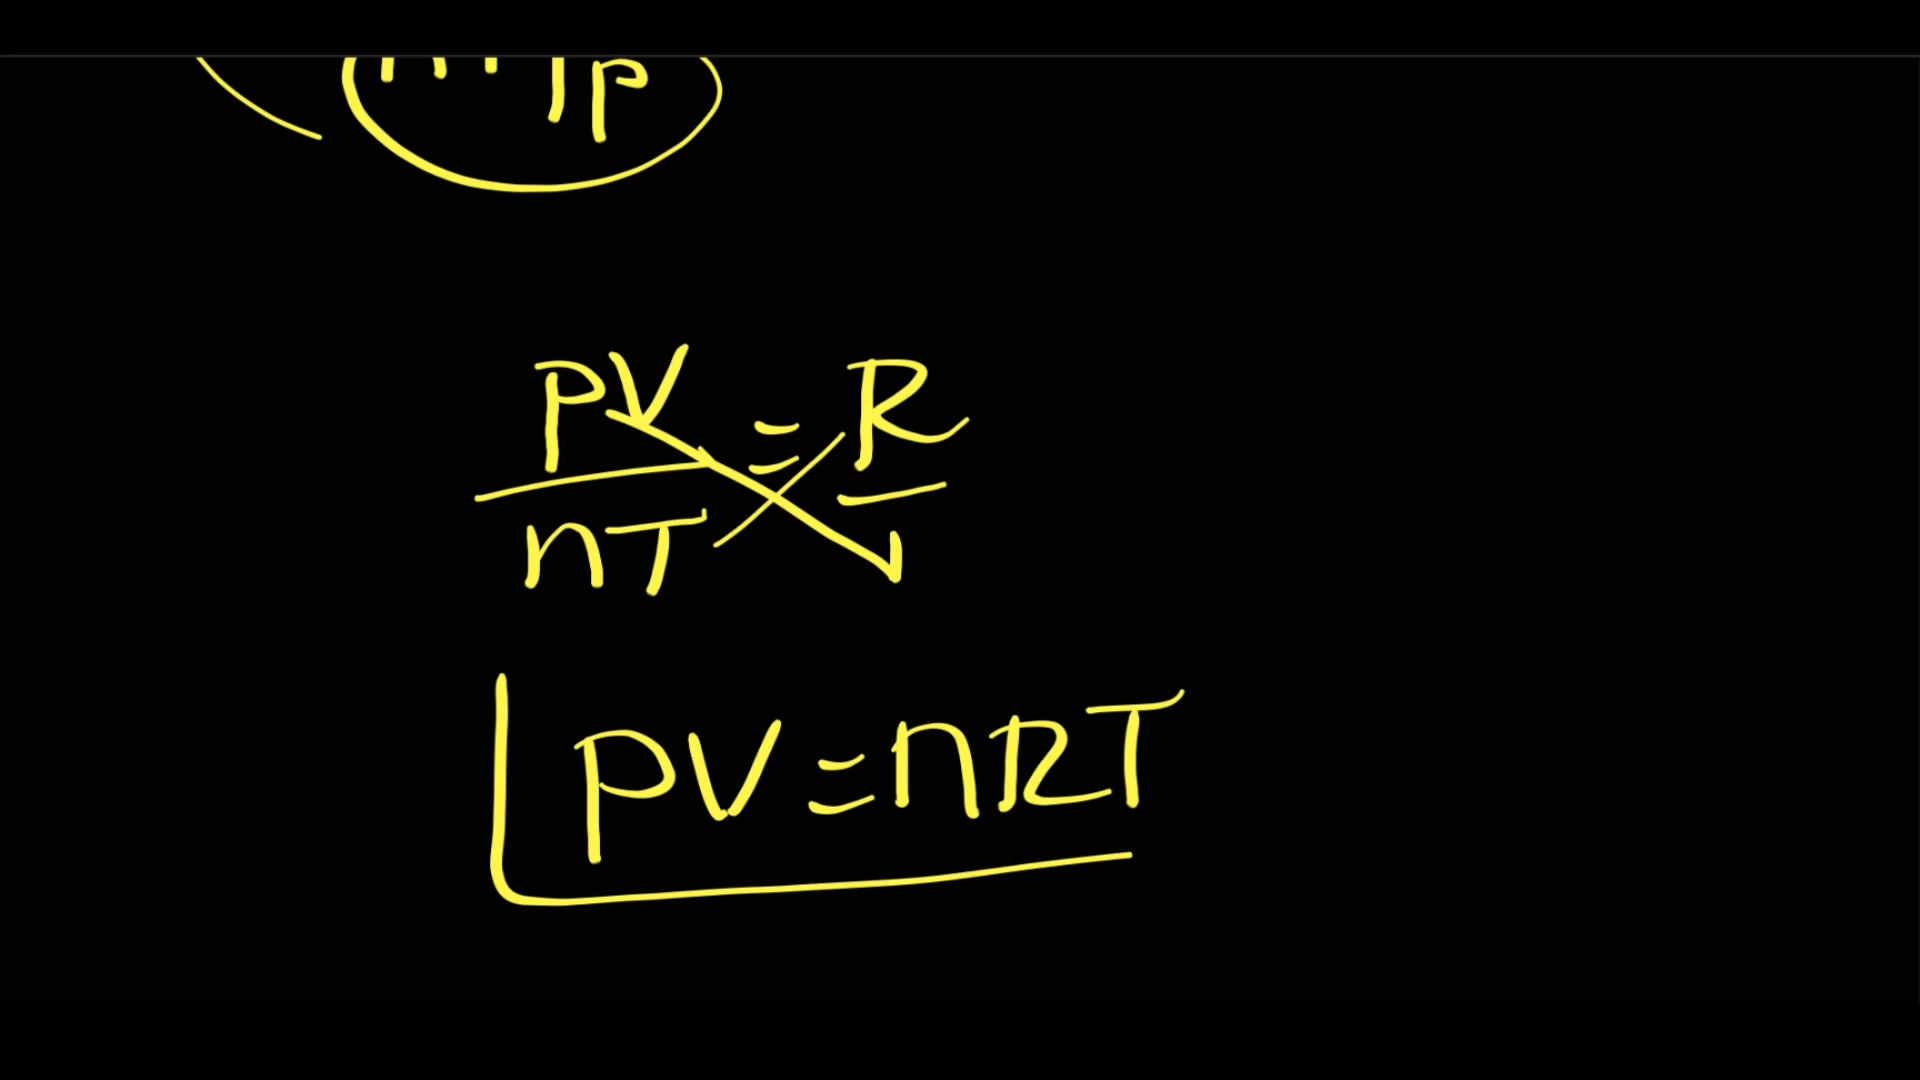 P
PV = R
nT 1
PV = nRT